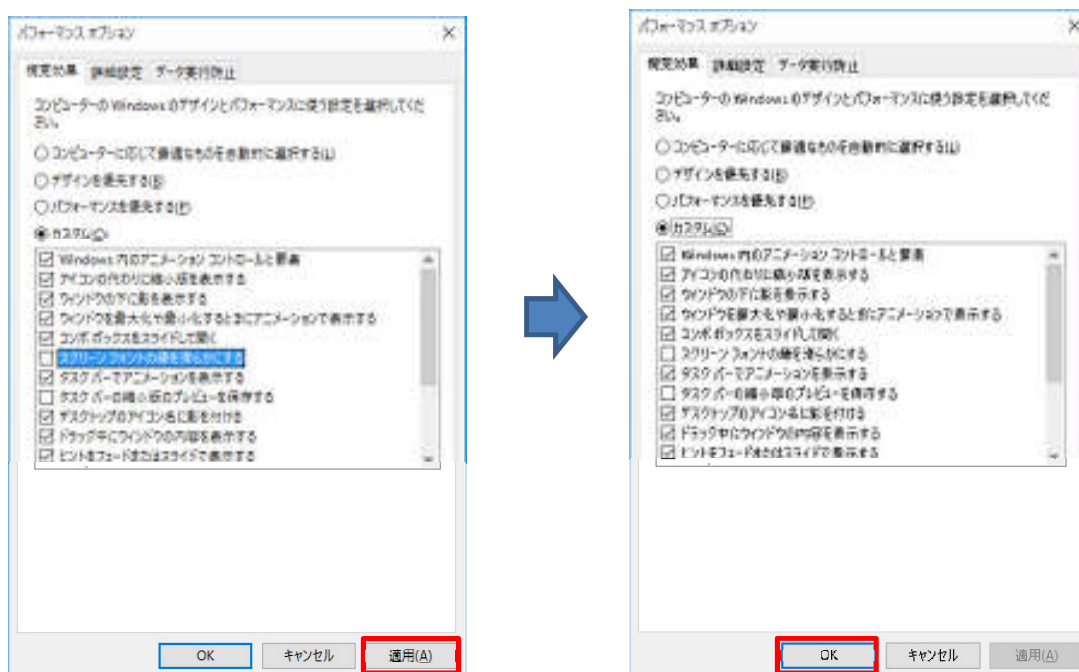 パフォーマンス オプション
視覚効果 詳細設定 データ実行防止
コンピューターの Windows のデザインとパフォーマンスに使う設定を選択してくだ
さい。
コンピューターに応じて最適なものを自動的に選択する(L)
デザインを優先する(B)
パフォーマンスを優先する(P)
カスタム(C)
Windows 内のアニメーション コントロールと要素
アイコンの代わりに縮小版を表示する
ウィンドウの下に影を表示する
ウィンドウを最大化や最小化するときにアニメーションで表示する
コンボ ボックスをスライドして開く
スクリーン フォントの縁を滑らかにする
タスク バーでアニメーションを表示する
タスク バーの縮小版のプレビューを保存する
デスクトップのアイコン名に影を付ける
ドラッグ中にウィンドウの内容を表示する
ヒントをフェードまたはスライドで表示する
OK キャンセル 適用(A)
パフォーマンス オプション
視覚効果 詳細設定 データ実行防止
コンピューターの Windows のデザインとパフォーマンスに使う設定を選択してくだ
さい。
コンピューターに応じて最適なものを自動的に選択する(L)
デザインを優先する(B)
パフォーマンスを優先する(P)
カスタム(C)
Windows 内のアニメーション コントロールと要素
アイコンの代わりに縮小版を表示する
ウィンドウの下に影を表示する
ウィンドウを最大化や最小化するときにアニメーションで表示する
コンボ ボックスをスライドして開く
スクリーン フォントの縁を滑らかにする
タスク バーでアニメーションを表示する
タスク バーの縮小版のプレビューを保存する
デスクトップのアイコン名に影を付ける
ドラッグ中にウィンドウの内容を表示する
ヒントをフェードまたはスライドで表示する
OK キャンセル 適用(A)